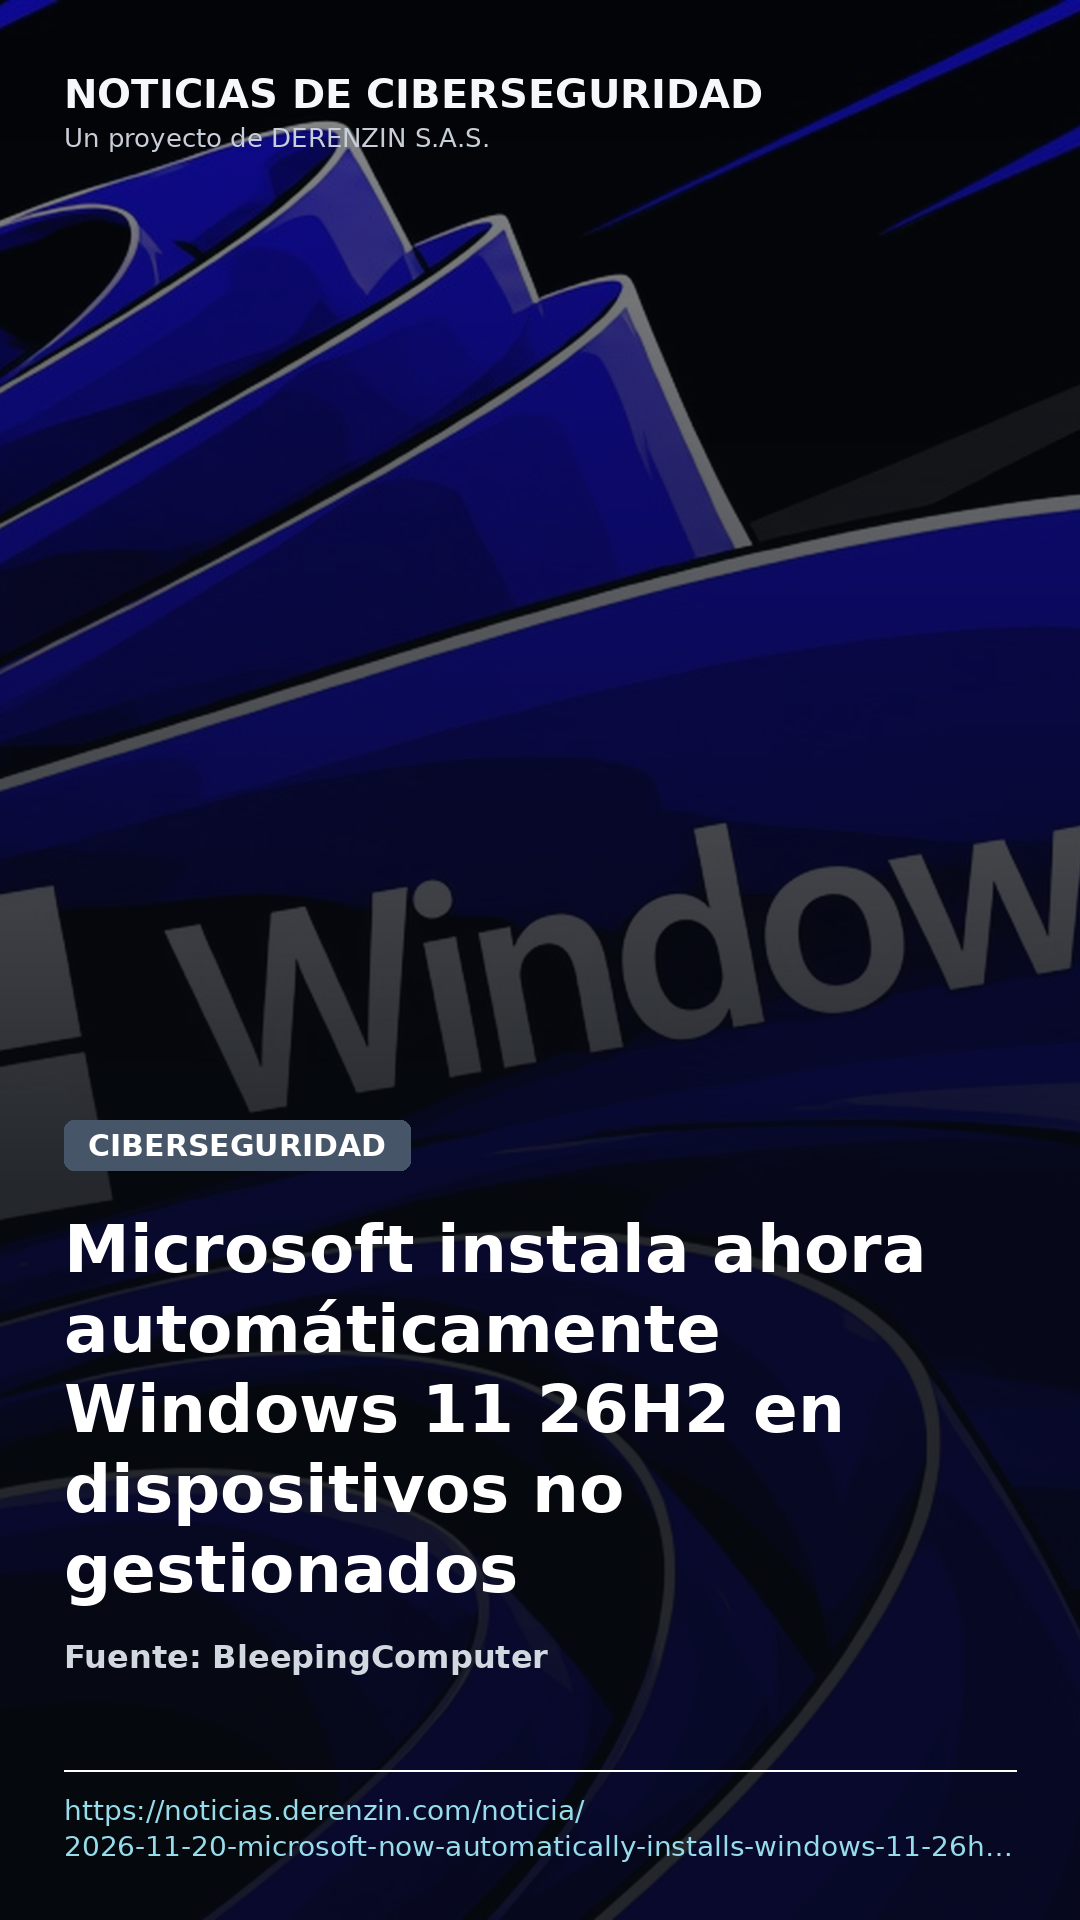 NOTICIAS DE CIBERSEGURIDAD
Un proyecto de DERENZIN S.A.S.
Window
CIBERSEGURIDAD
Microsoft instala ahora
automáticamente
Windows 11 26H2 en
dispositivos no
gestionados
Fuente: BleepingComputer
https://noticias.derenzin.com/noticia/
2026-11-20-microsoft-now-automatically-installs-windows-11-26h...